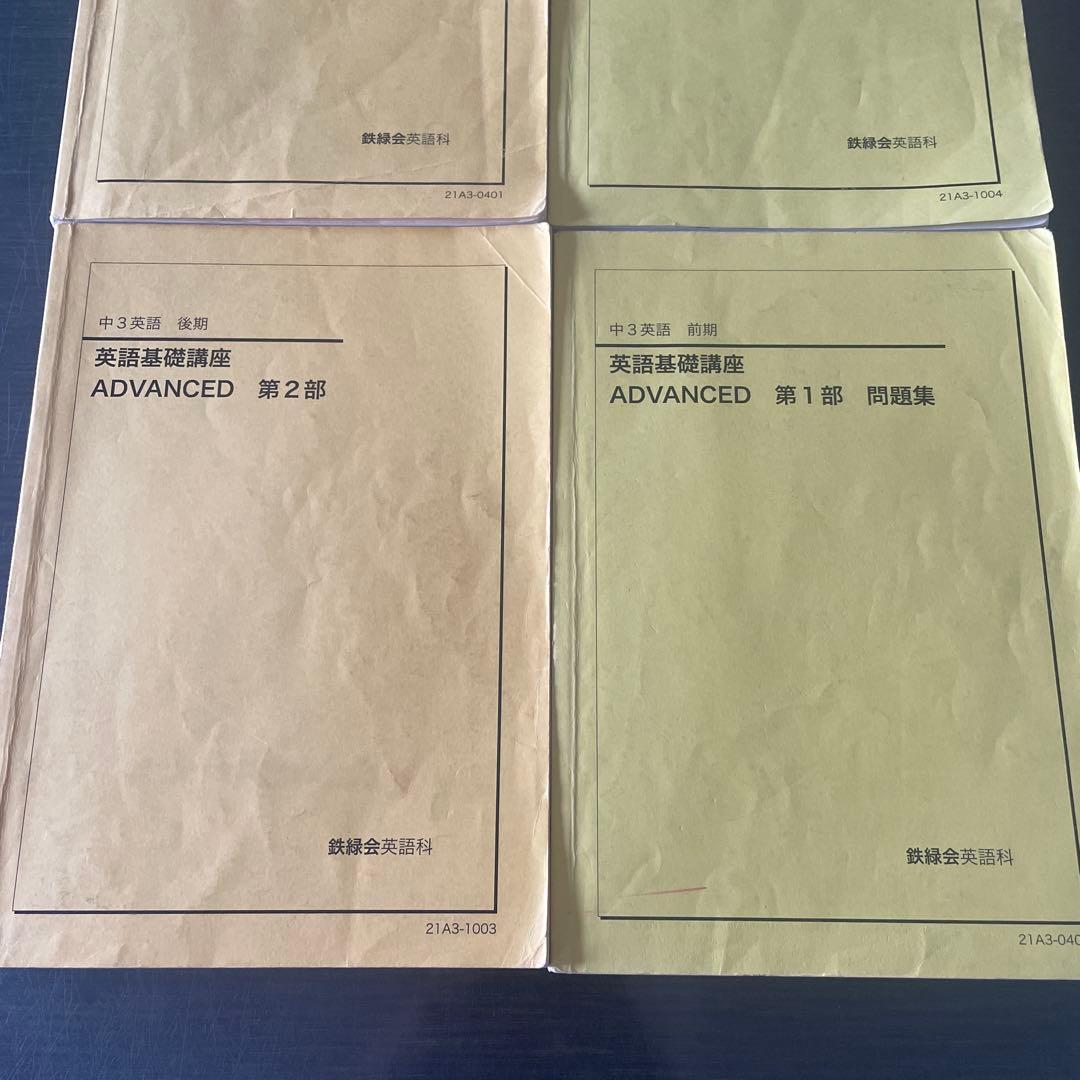 鉄緑会英語科
21A3-0401
鉄緑会英語科
21A3-1004
中3英語 後期
英語基礎講座
ADVANCED 第2部
鉄緑会英語科
21A3-1003
中3英語 前期
英語基礎講座
ADVANCED 第1部 問題集
鉄緑会英語科
21A3-040